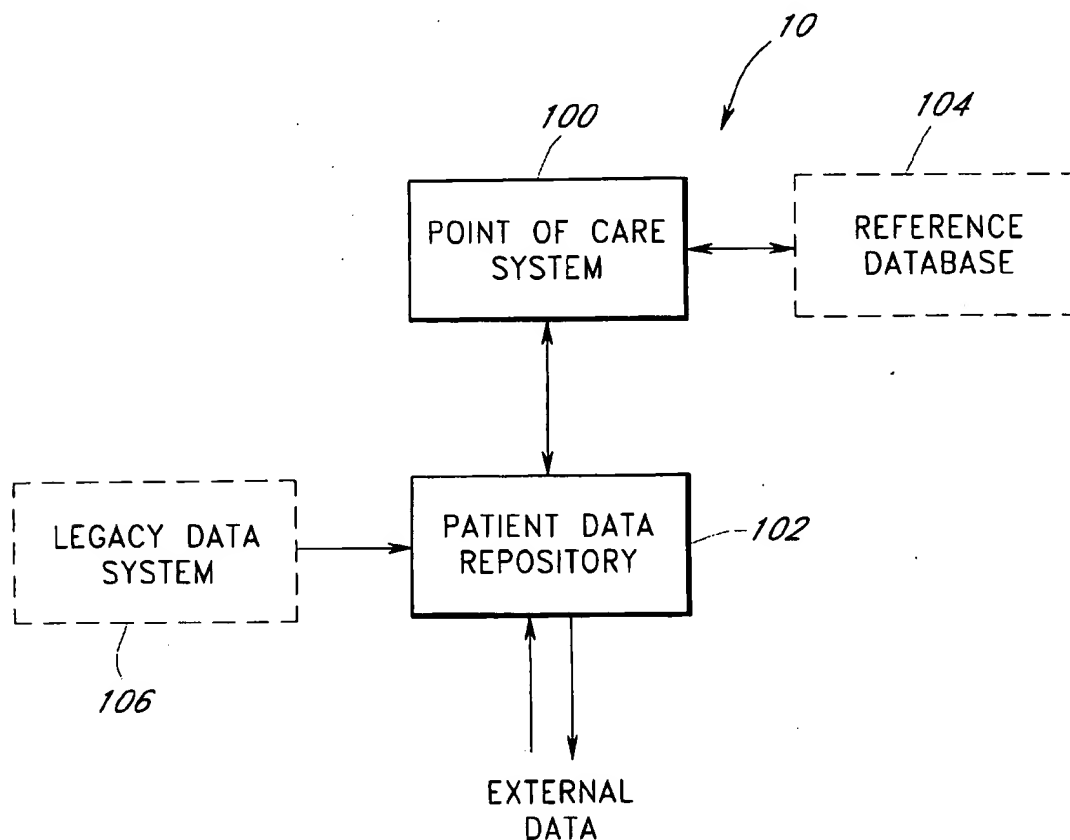 10
100
104
POINT OF CARE
SYSTEM
REFERENCE
DATABASE
LEGACY DATA
SYSTEM
PATIENT DATA
REPOSITORY
102
106
EXTERNAL
DATA